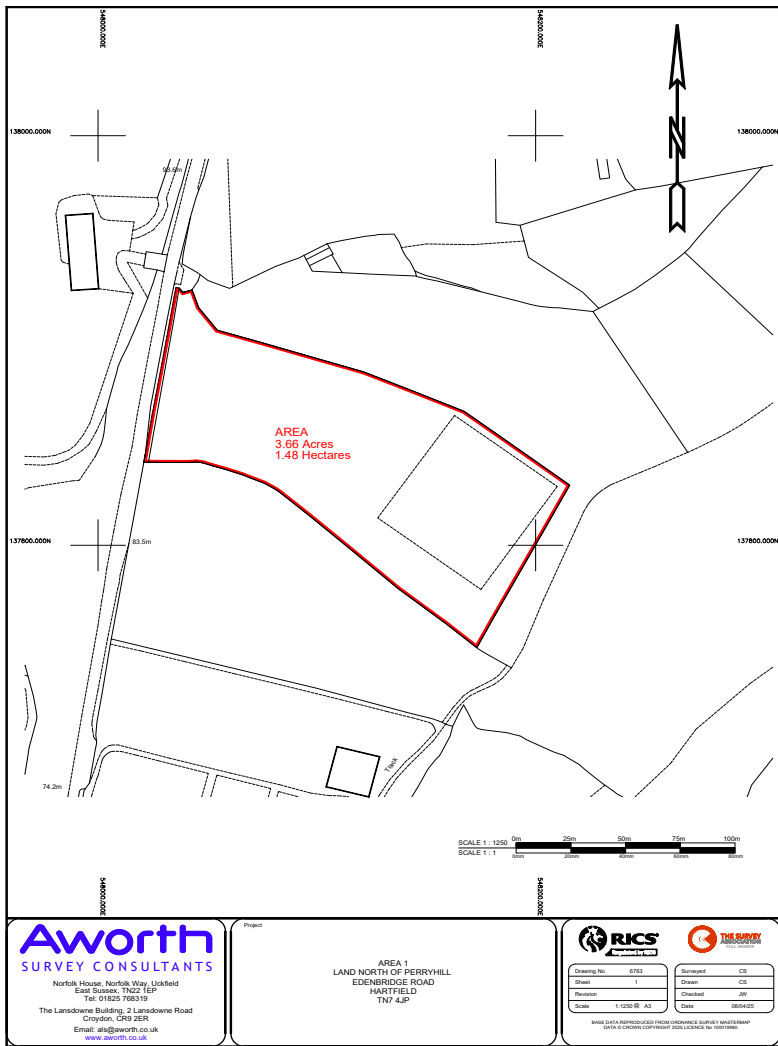 548000.000E
548200.000E
138000.000N
138000.000N
N
93.6m
AREA
3.66 Acres
1.48 Hectares
137800.000N
137800.000N
83.5m
Track
74.2m
SCALE 1 : 1250
0m 25m 50m 75m 100m
SCALE 1 : 1
0mm 20mm 40mm 60mm 80mm
548000.000E
548200.000E
Aworth
SURVEY CONSULTANTS
Norfolk House, Norfolk Way, Uckfield
East Sussex, TN22 1EP
Tel: 01825 768319
The Lansdowne Building, 2 Lansdowne Road
Croydon, CR9 2ER
Email: als@aworth.co.uk
www.aworth.co.uk
Project
AREA 1
LAND NORTH OF PERRYHILL
EDENBRIDGE ROAD
HARTFIELD
TN7 4JP
RICS
Regulated by RICS
THE SURVEY
ASSOCIATION
FULL MEMBER
Drawing No 6763
Sheet 1
Revision
Scale 1:1250 @ A3
Surveyed CS
Drawn CS
Checked JW
Date 08/04/25
BASE DATA REPRODUCED FROM ORDNANCE SURVEY MASTERMAP
DATA © CROWN COPYRIGHT 2025 LICENCE No